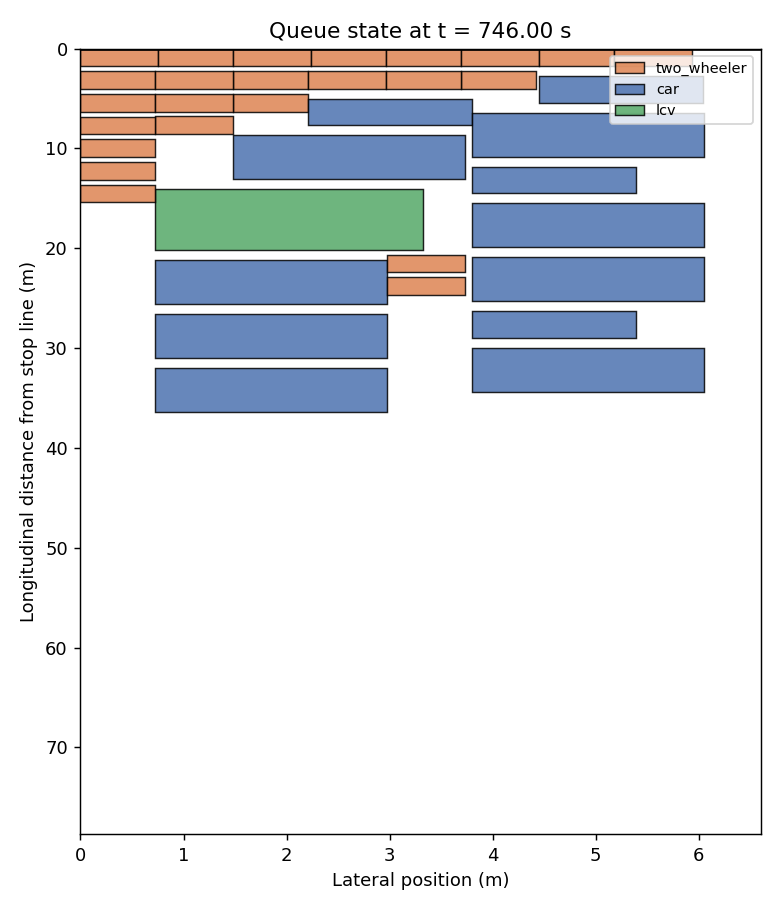 Queue state at t = 746.00 s
two_wheeler
car
lcv
0
10
20
30
40
50
60
70
Longitudinal distance from stop line (m)
0 1 2 3 4 5 6
Lateral position (m)